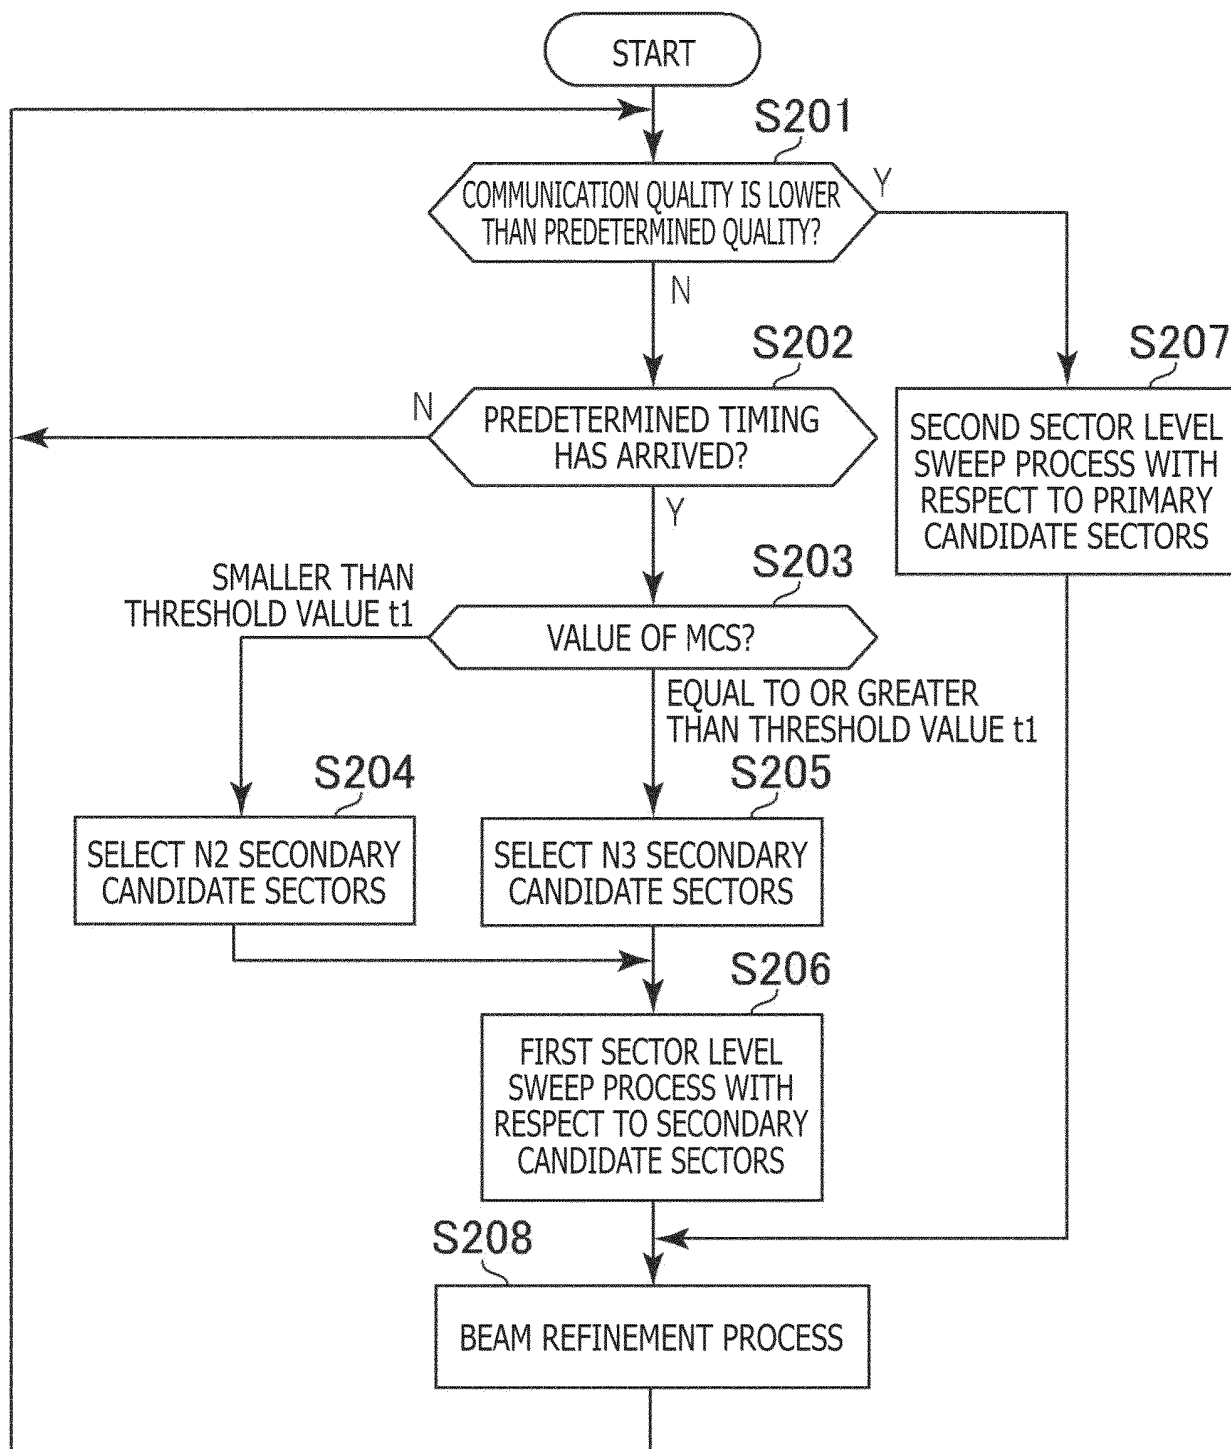 START
S201
COMMUNICATION QUALITY IS LOWER
THAN PREDETERMINED QUALITY?
Y
N
S202
PREDETERMINED TIMING
HAS ARRIVED?
N
Y
S207
SECOND SECTOR LEVEL
SWEEP PROCESS WITH
RESPECT TO PRIMARY
CANDIDATE SECTORS
S203
VALUE OF MCS?
SMALLER THAN
THRESHOLD VALUE t1
EQUAL TO OR GREATER
THAN THRESHOLD VALUE t1
S204
SELECT N2 SECONDARY
CANDIDATE SECTORS
S205
SELECT N3 SECONDARY
CANDIDATE SECTORS
S206
FIRST SECTOR LEVEL
SWEEP PROCESS WITH
RESPECT TO SECONDARY
CANDIDATE SECTORS
S208
BEAM REFINEMENT PROCESS